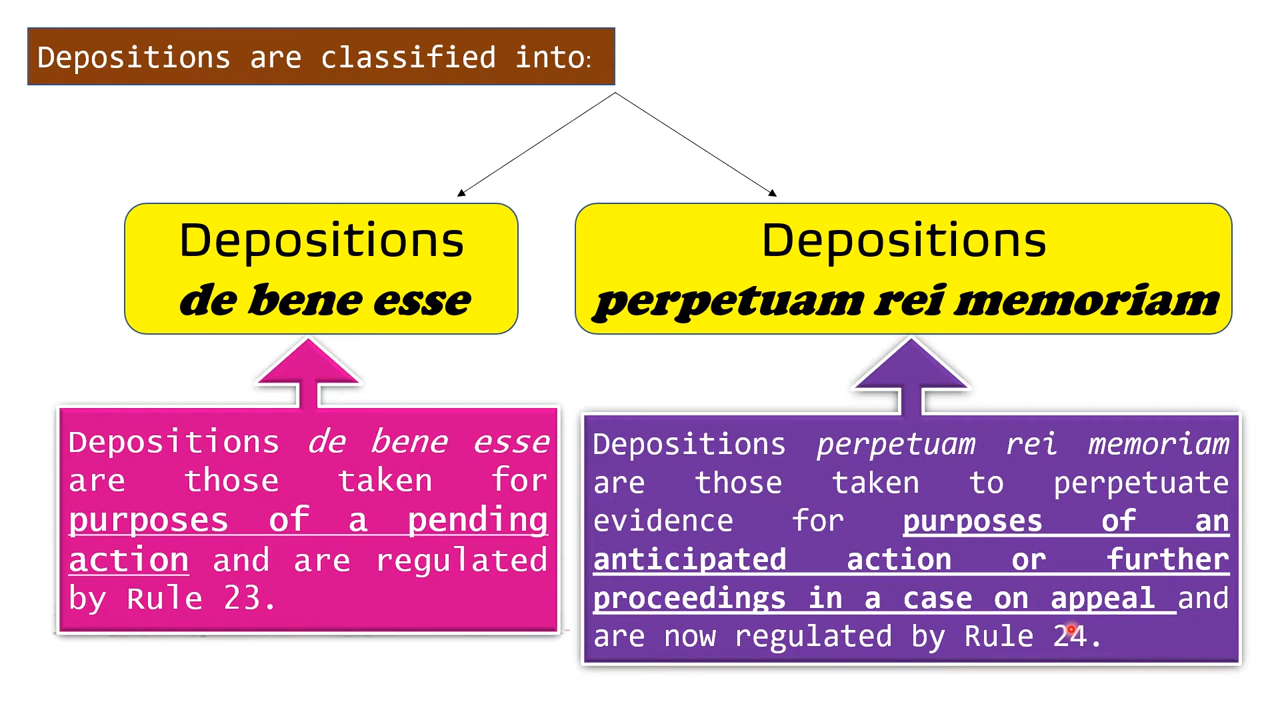 Depositions are classified into:
Depositions
de bene esse
Depositions
perpetuam rei memoriam
Depositions de bene esse
are those taken for
purposes of a pending
action and are regulated
by Rule 23.
Depositions perpetuam rei memoriam
are those taken to perpetuate
evidence for purposes of an
anticipated action or further
proceedings in a case on appeal and
are now regulated by Rule 24.